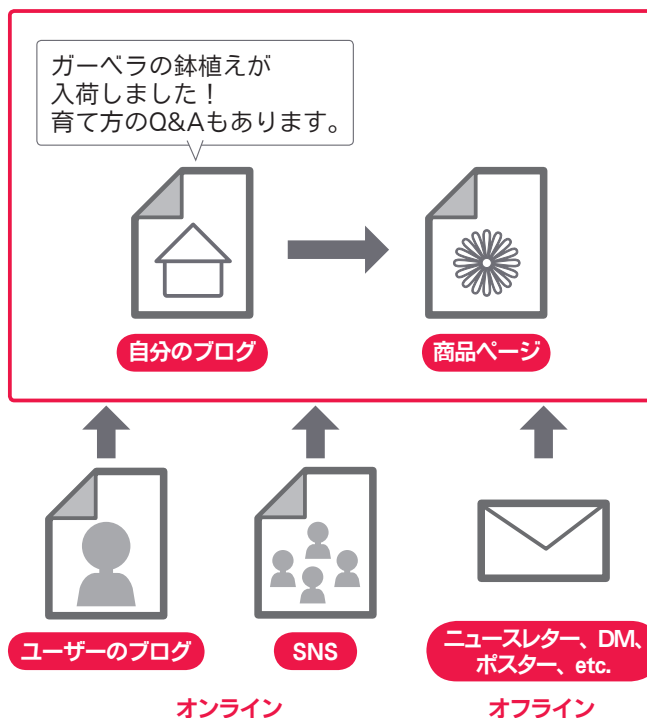 ガーベラの鉢植えが
入荷しました！
育て方のQ&Aもあります。
自分のブログ
商品ページ
ユーザーのブログ
SNS
ニュースレター、DM、
ポスター、etc.
オンライン
オフライン